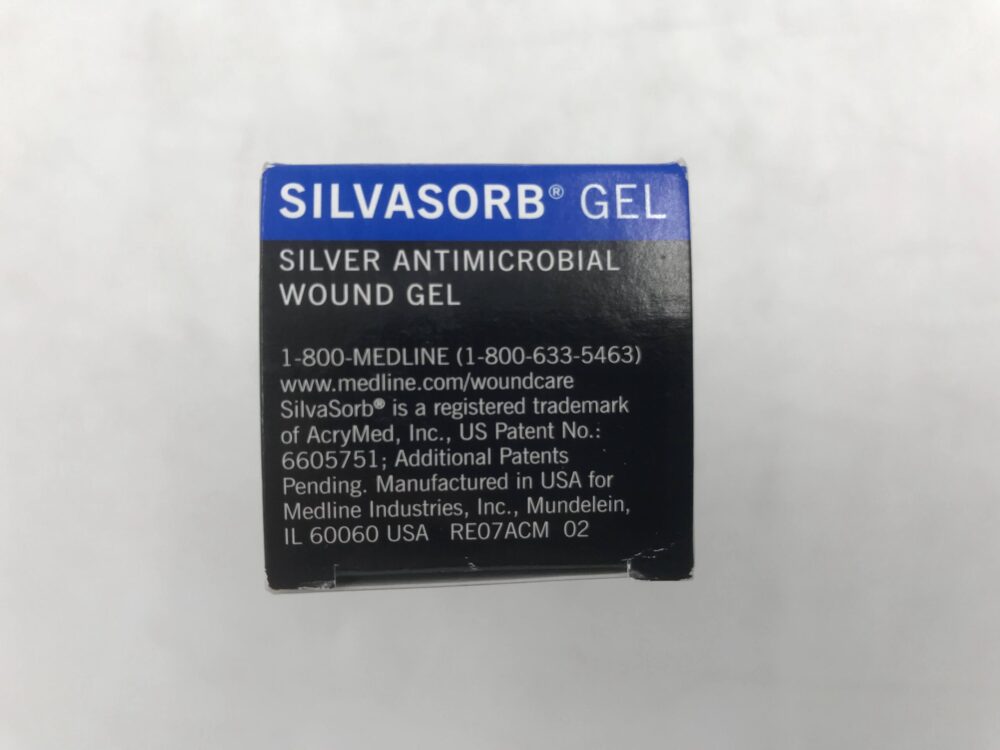 SILVASORB® GEL
SILVER ANTIMICROBIAL
WOUND GEL
1-800-MEDLINE (1-800-633-5463)
www.medline.com/woundcare
SilvaSorb® is a registered trademark
of AcryMed, Inc., US Patent No.:
6605751; Additional Patents
Pending. Manufactured in USA for
Medline Industries, Inc., Mundelein,
IL 60060 USA RE07ACM 02